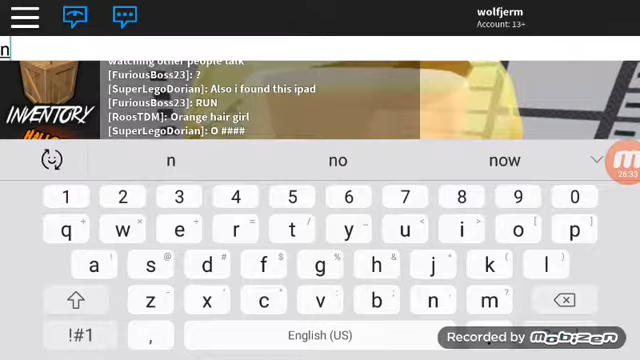 wolfjerm
Account: 13+
n
watching other people talk
[FuriousBoss23]: ?
[SuperLegoDorian]: Also i found this ipad
[FuriousBoss23]: RUN
[RoosTDM]: Orange hair girl
[SuperLegoDorian]: O ####
INVENTORY
n no now
26:33
1 2 3 4 5 6 7 8 9 0
q w e r t y u i o p
a s d f g h j k l
z x c v b n m
!#1 , English (US)
Recorded by Mobizen